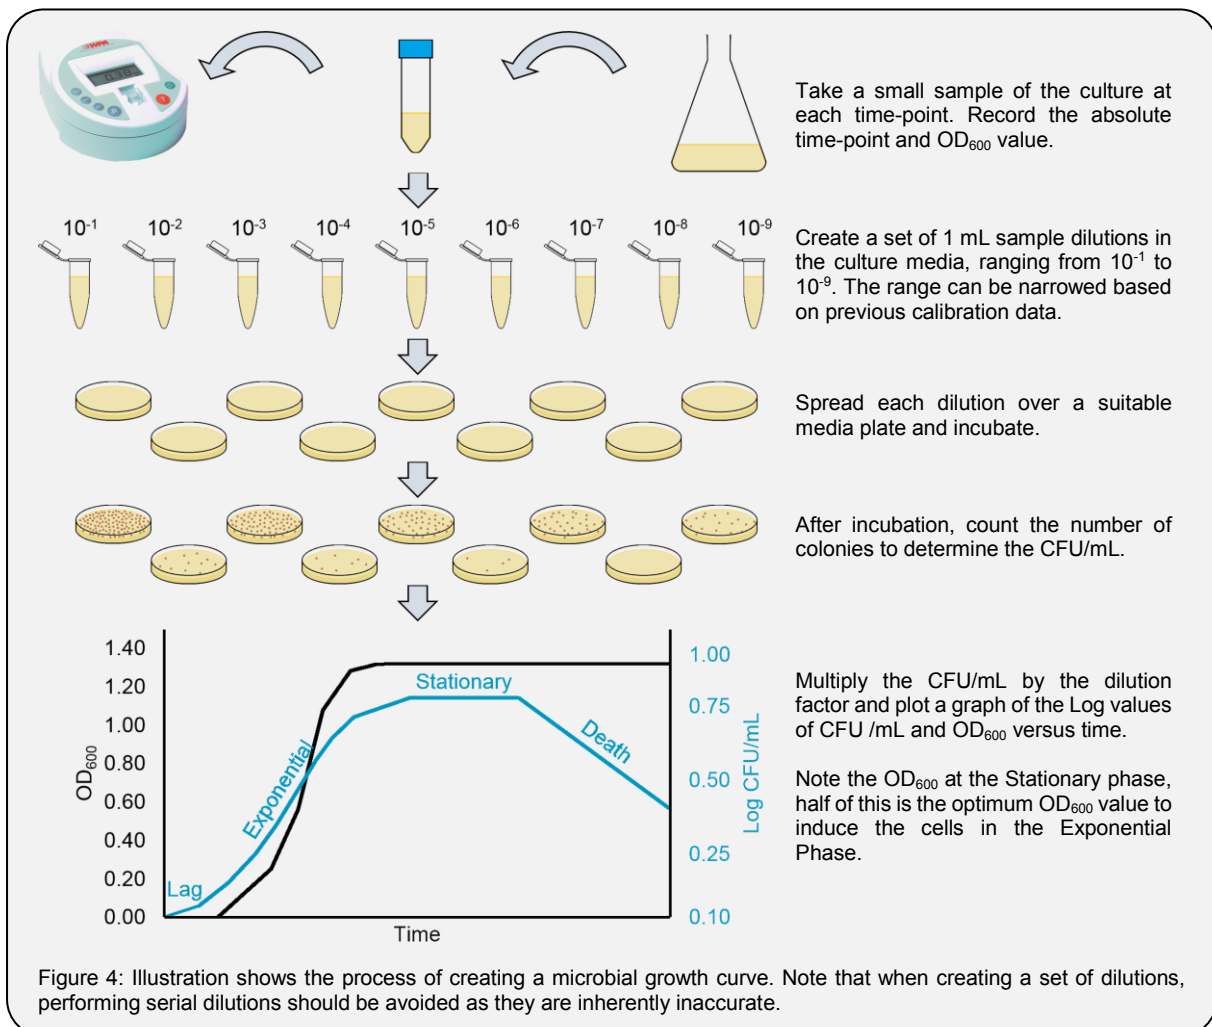 Take a small sample of the culture at
each time-point. Record the absolute
time-point and OD₆₀₀ value.
10⁻¹ 10⁻² 10⁻³ 10⁻⁴ 10⁻⁵ 10⁻⁶ 10⁻⁷ 10⁻⁸ 10⁻⁹
Create a set of 1 mL sample dilutions in
the culture media, ranging from 10⁻¹ to
10⁻⁹. The range can be narrowed based
on previous calibration data.
Spread each dilution over a suitable
media plate and incubate.
After incubation, count the number of
colonies to determine the CFU/mL.
OD₆₀₀
1.40
1.20
1.00
0.80
0.60
0.40
0.20
0.00
Lag
Exponential
Stationary
Death
Time
1.00
0.75
0.50
0.25
0.10
Log CFU/mL
Multiply the CFU/mL by the dilution
factor and plot a graph of the Log values
of CFU /mL and OD₆₀₀ versus time.
Note the OD₆₀₀ at the Stationary phase,
half of this is the optimum OD₆₀₀ value to
induce the cells in the Exponential
Phase.
Figure 4: Illustration shows the process of creating a microbial growth curve. Note that when creating a set of dilutions,
performing serial dilutions should be avoided as they are inherently inaccurate.